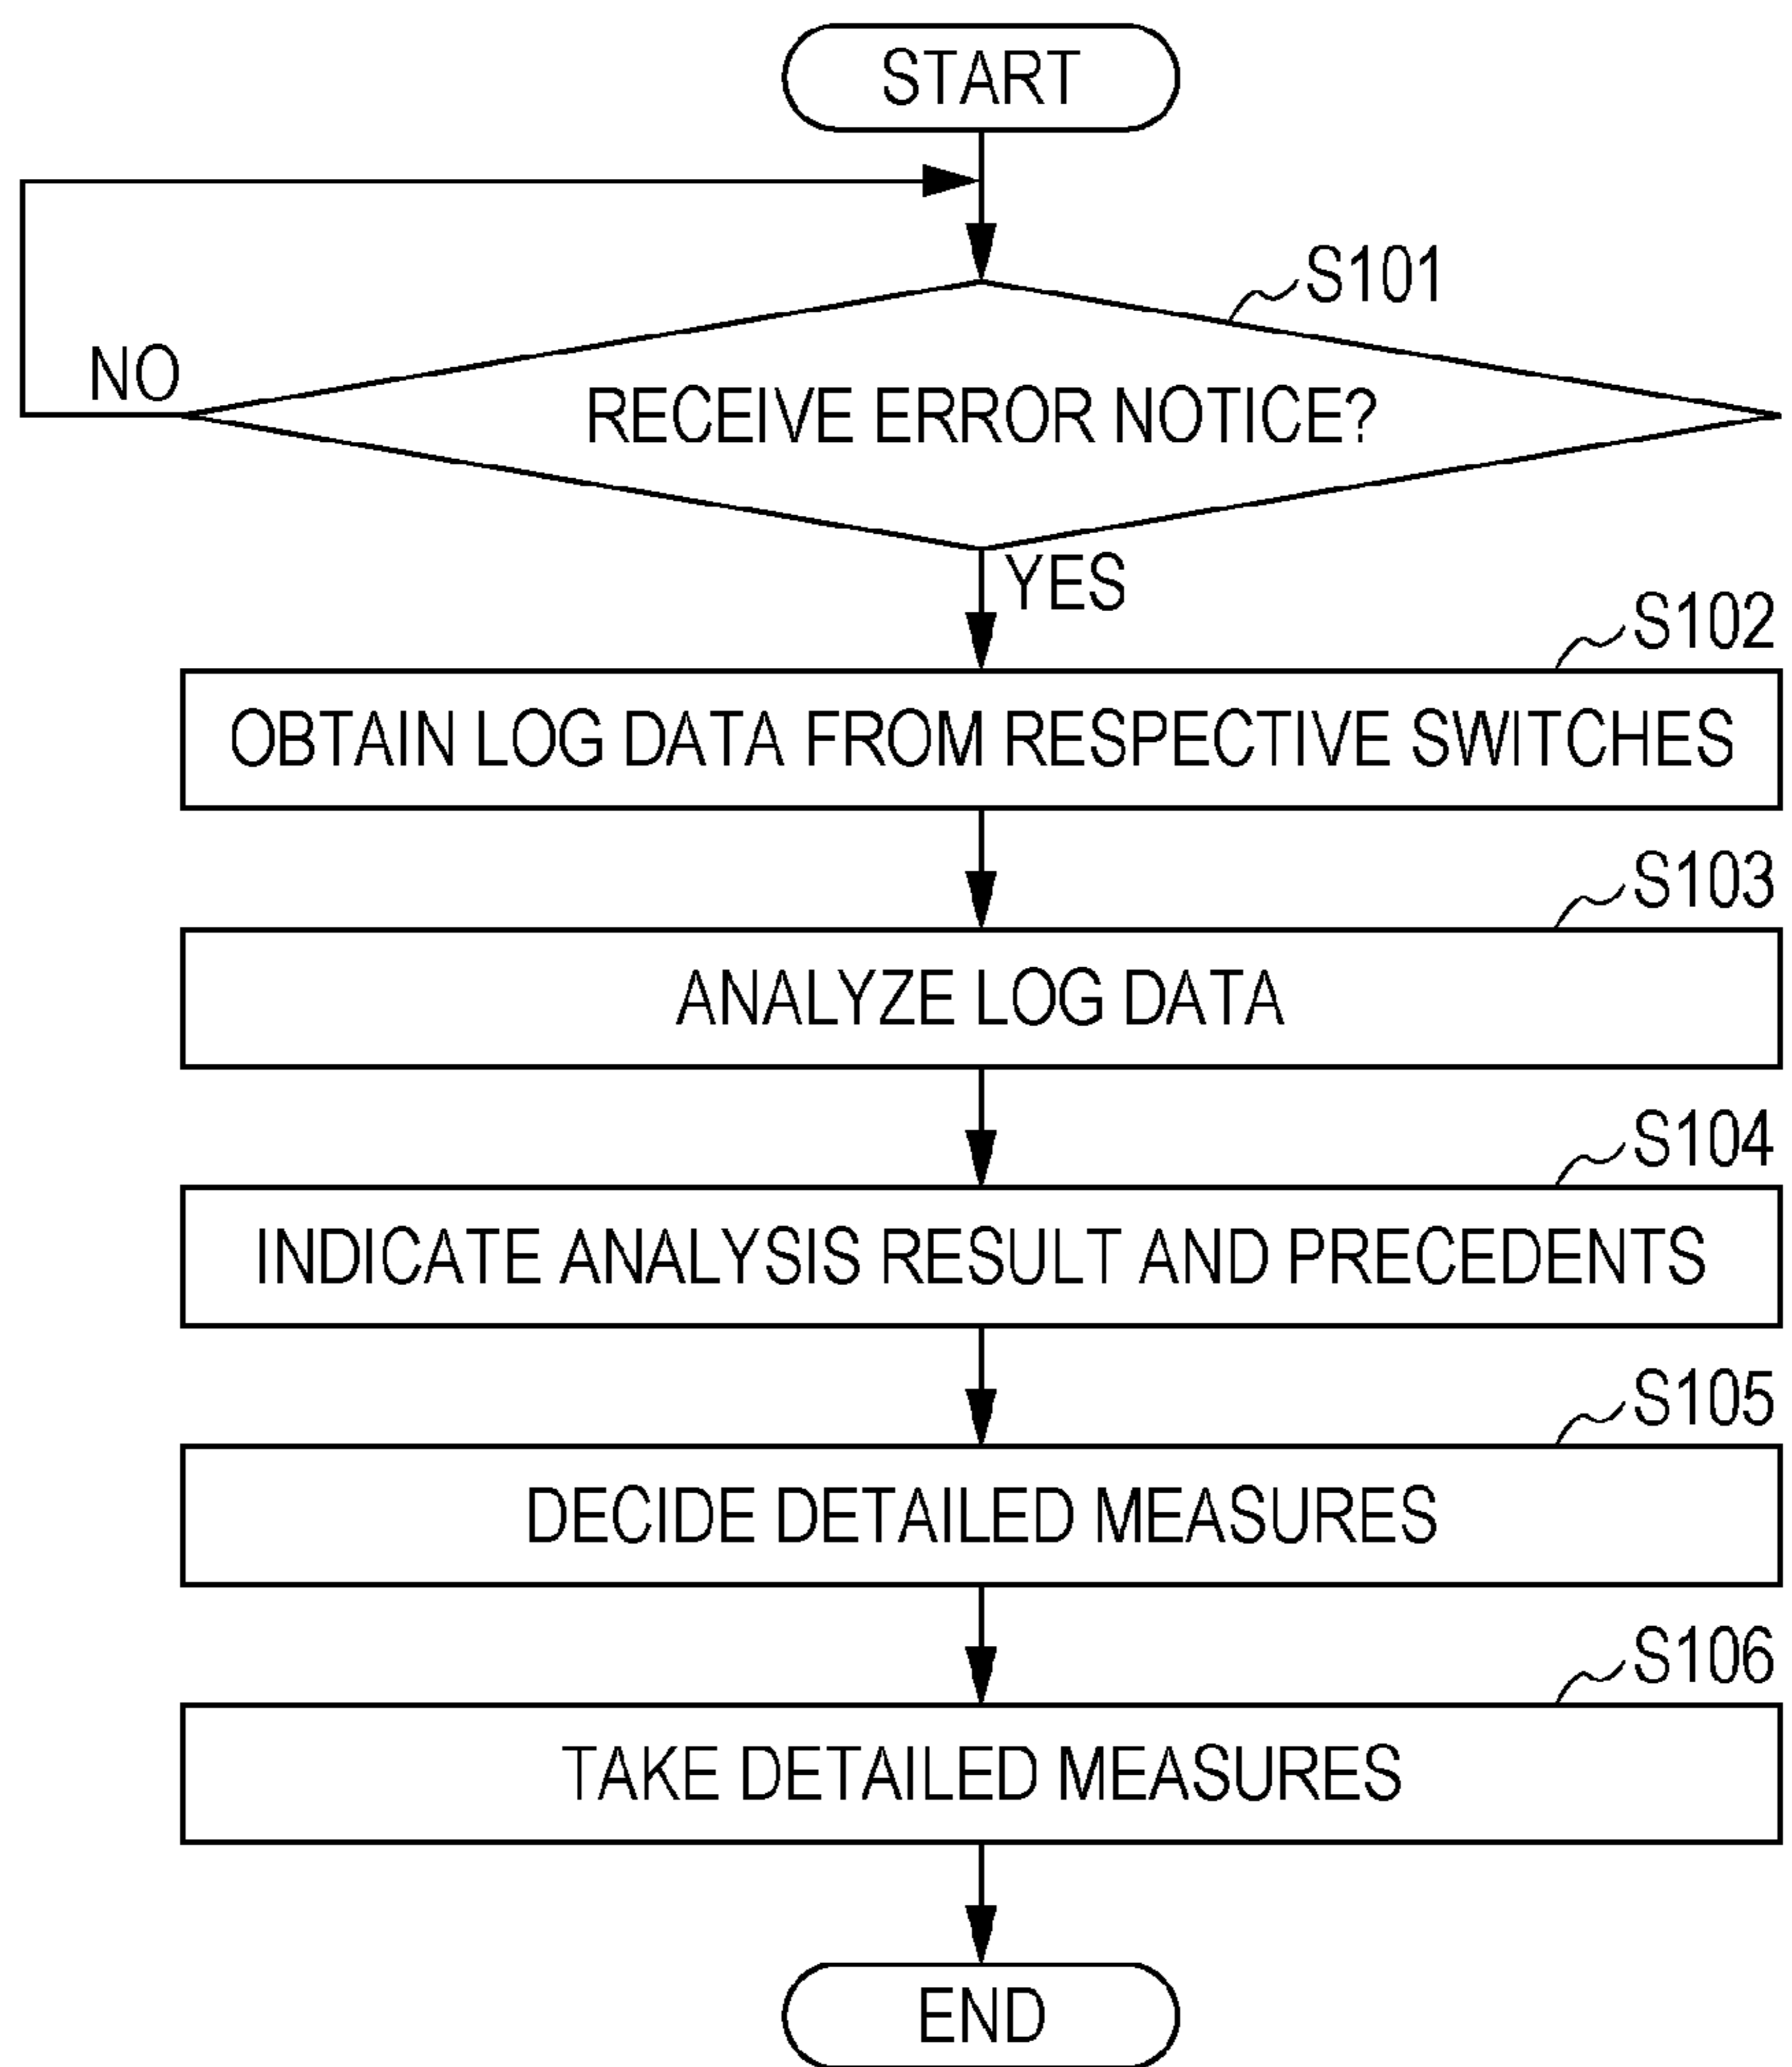 START
S101
RECEIVE ERROR NOTICE?
NO
YES
S102
OBTAIN LOG DATA FROM RESPECTIVE SWITCHES
S103
ANALYZE LOG DATA
S104
INDICATE ANALYSIS RESULT AND PRECEDENTS
S105
DECIDE DETAILED MEASURES
S106
TAKE DETAILED MEASURES
END